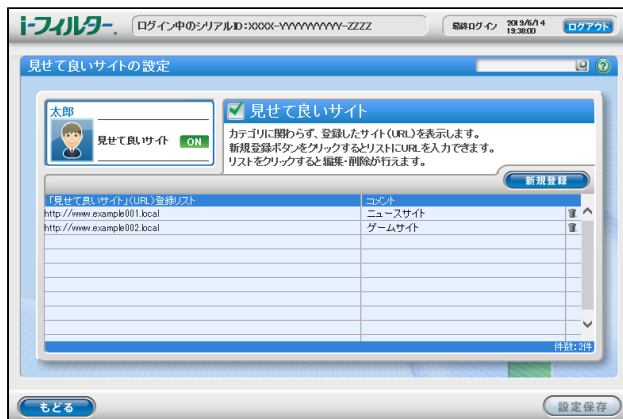 i-フィルター. ログイン中のシリアルID:XXXX-YYYYYYYYY-ZZZZ 最終ログイン 2019/6/14 19:38:00 ログアウト
見せて良いサイトの設定 ?
太郎
見せて良いサイト ON
見せて良いサイト
カテゴリに関わらず、登録したサイト(URL)を表示します。
新規登録ボタンをクリックするとリストにURLを入力できます。
リストをクリックすると編集・削除が行えます。
新規登録
「見せて良いサイト」(URL)登録リスト コメント
http://www.example001.local ニュースサイト
http://www.example002.local ゲームサイト
件数:2件
もどる 設定保存